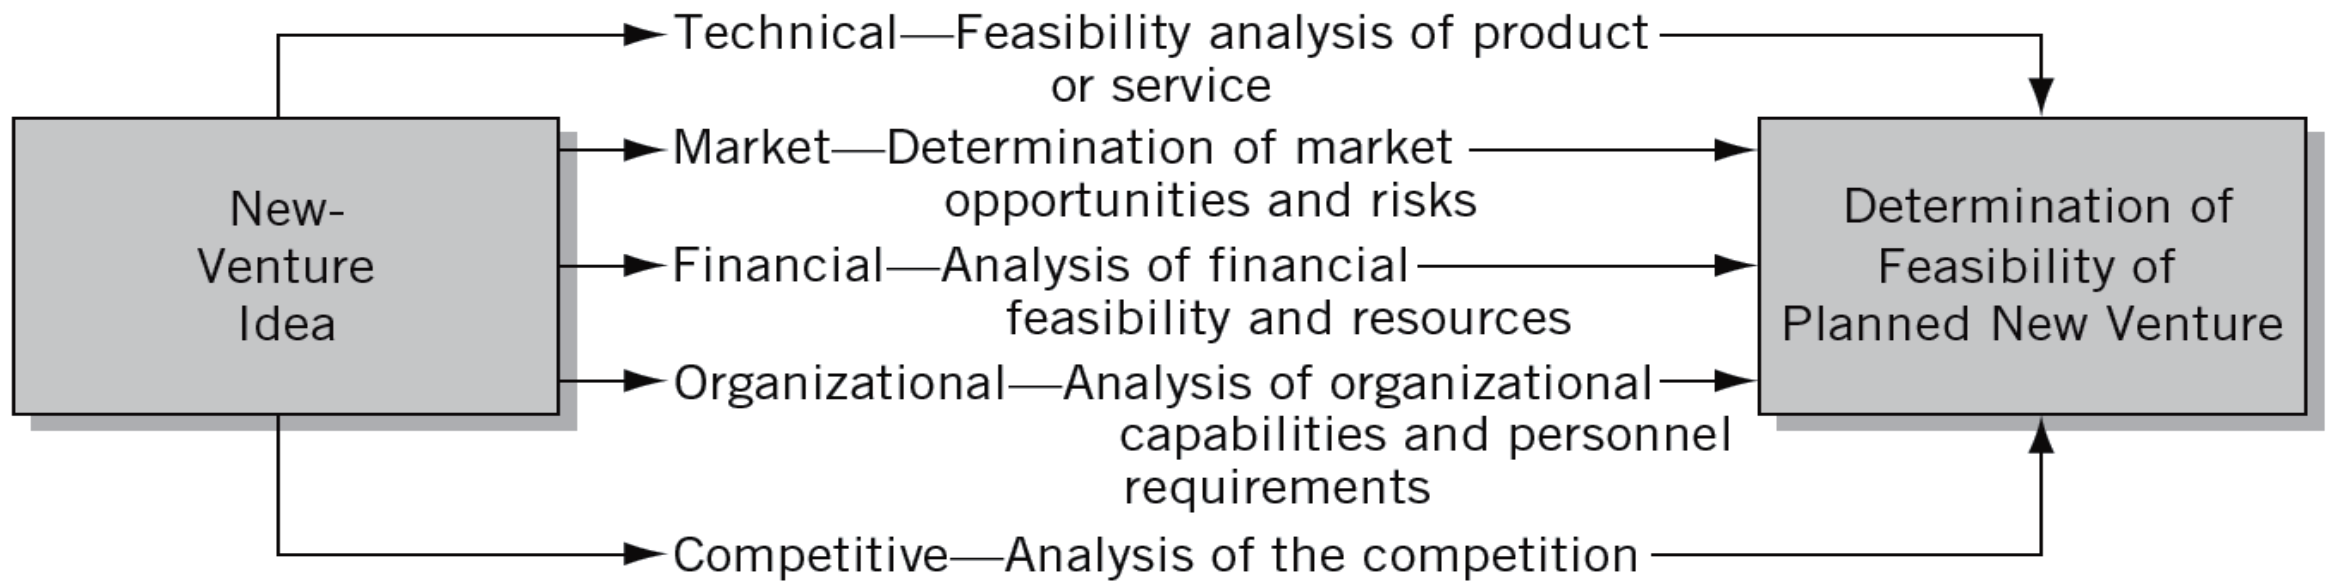 Technical—Feasibility analysis of product
or service
Market—Determination of market
opportunities and risks
Financial—Analysis of financial
feasibility and resources
Organizational—Analysis of organizational
capabilities and personnel
requirements
Competitive—Analysis of the competition
New-
Venture
Idea
Determination of
Feasibility of
Planned New Venture